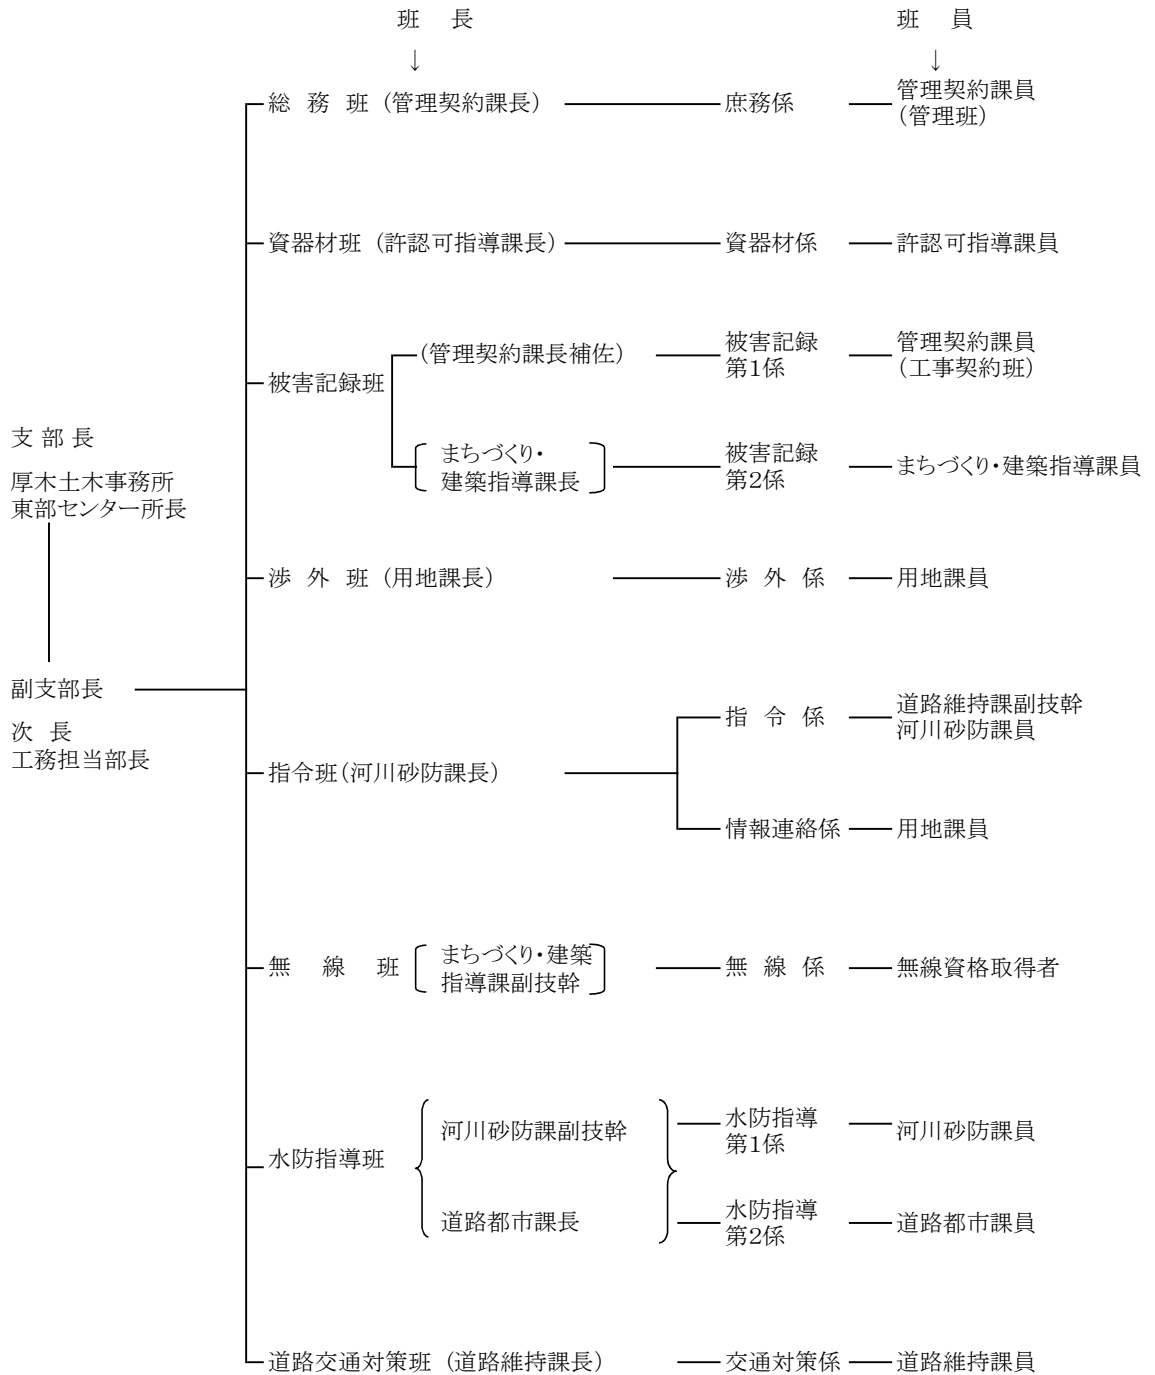 班 長
班 員
↓
↓
総 務 班 (管理契約課長)
庶務係
管理契約課員
(管理班)
資器材班 (許認可指導課長)
資器材係
許認可指導課員
被害記録班
(管理契約課長補佐)
被害記録
第1係
管理契約課員
(工事契約班)
まちづくり・
建築指導課長
被害記録
第2係
まちづくり・建築指導課員
支 部 長
厚木土木事務所
東部センター所長
渉 外 班 (用地課長)
渉 外 係
用地課員
副支部長
次 長
工務担当部長
指令班(河川砂防課長)
指 令 係
道路維持課副技幹
河川砂防課員
情報連絡係
用地課員
無 線 班
まちづくり・建築
指導課副技幹
無 線 係
無線資格取得者
水防指導班
河川砂防課副技幹
道路都市課長
水防指導
第1係
河川砂防課員
水防指導
第2係
道路都市課員
道路交通対策班 (道路維持課長)
交通対策係
道路維持課員